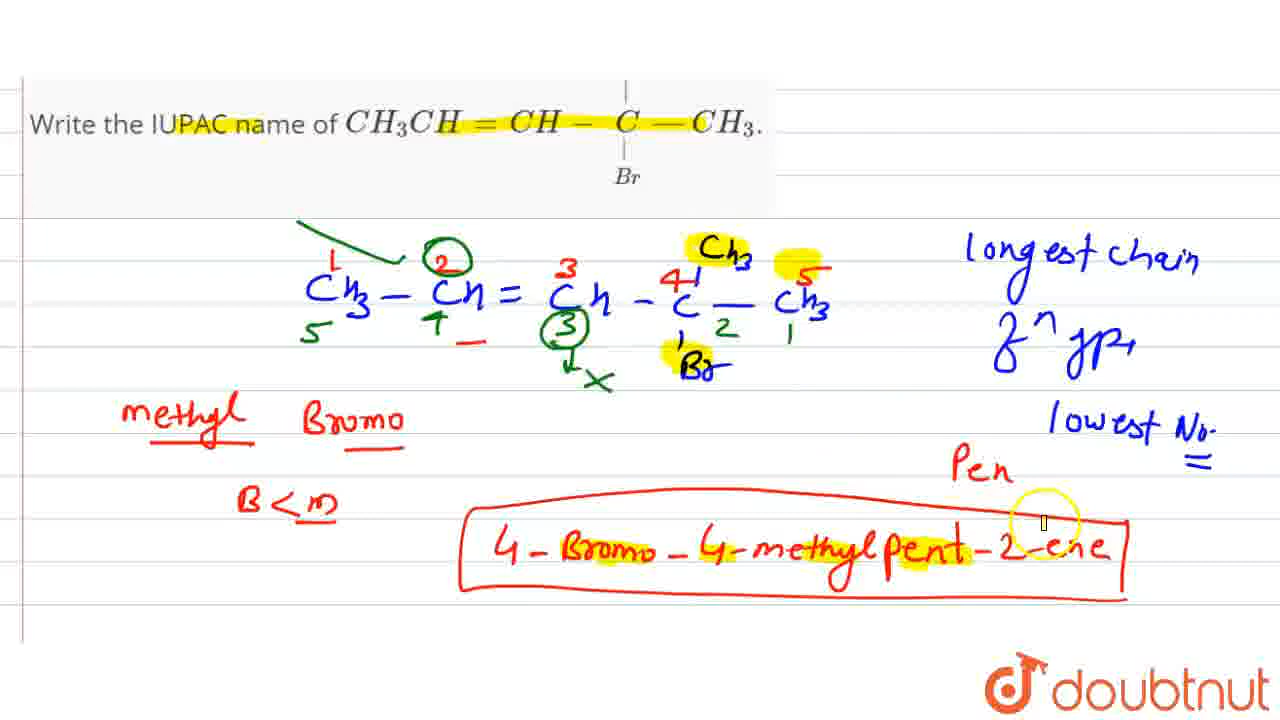 Write the IUPAC name of CH₃CH = CH − C — CH₃.
|
Br
Ch₃
1 2 3 4 5
Ch₃ − Ch = Ch − C — Ch₃
5 4 3 2 1
Br
x
longest chain
fⁿ gp,
lowest No.
methyl Bromo
B < m
Pen
4 - Bromo - 4 - methylpent - 2 - ene
doubtnut